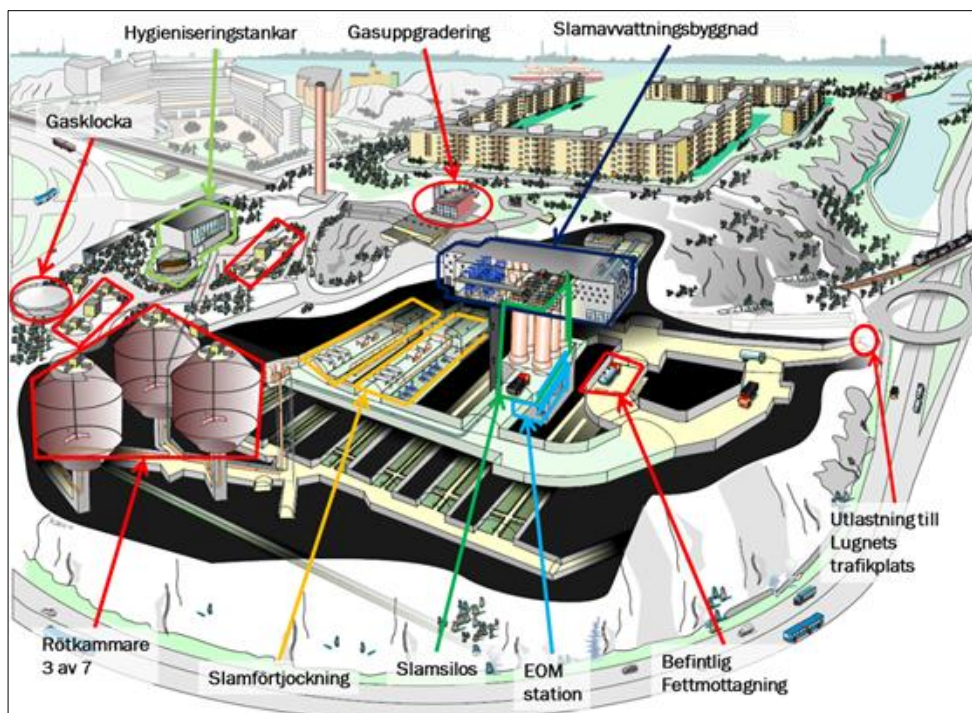 Hygieniseringstankar
Gasuppgradering
Slamavvattningsbyggnad
Gasklocka
Utlastning till
Lugnets
trafikplats
Rötkammare
3 av 7
Slamförtjockning
Slamsilos
EOM
station
Befintlig
Fettmottagning